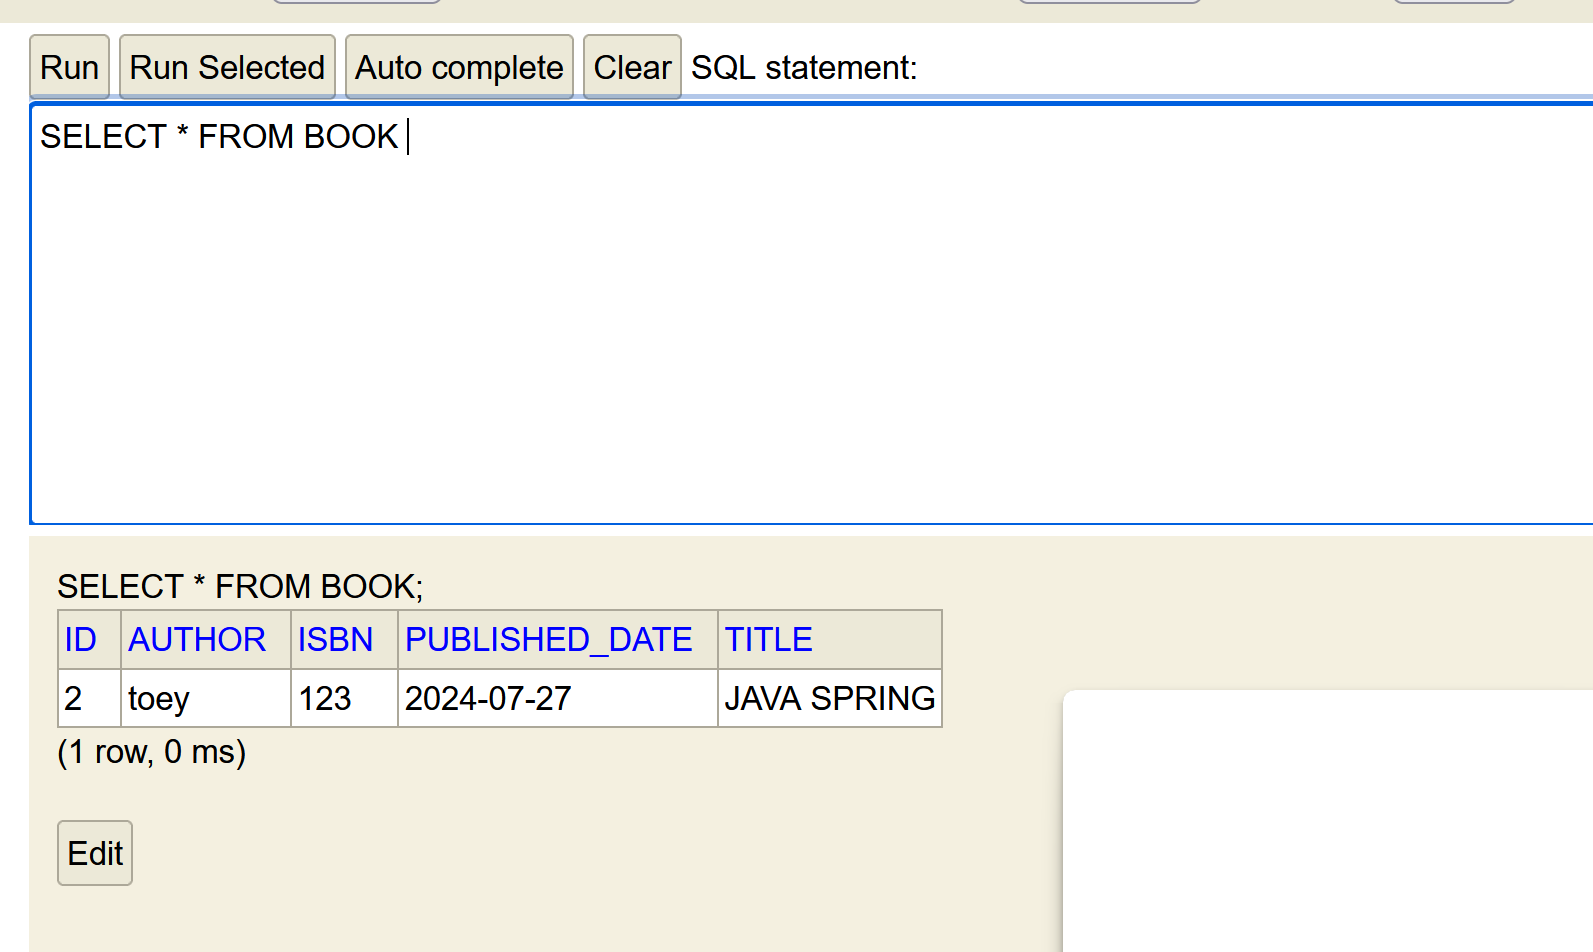 Run Run Selected Auto complete Clear SQL statement:
SELECT * FROM BOOK
SELECT * FROM BOOK;
ID AUTHOR ISBN PUBLISHED_DATE TITLE
2 toey 123 2024-07-27 JAVA SPRING
(1 row, 0 ms)
Edit